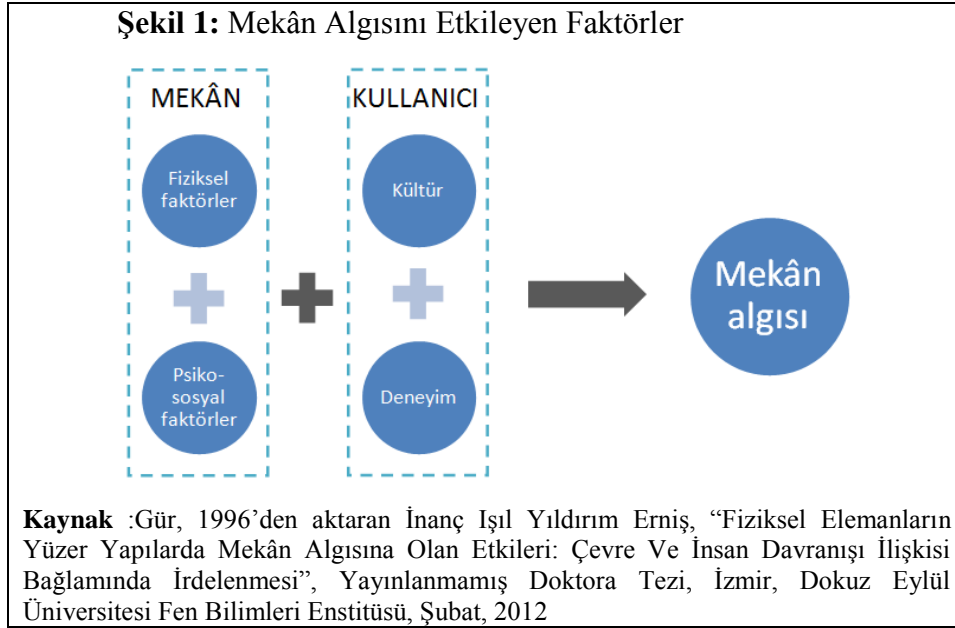 Şekil 1: Mekân Algısını Etkileyen Faktörler
MEKÂN
KULLANICI
Fiziksel
faktörler
Kültür
Psiko-
sosyal
faktörler
Deneyim
Mekân
algısı
Kaynak :Gür, 1996’den aktaran İnanç Işıl Yıldırım Erniş, “Fiziksel Elemanların
Yüzer Yapılarda Mekân Algısına Olan Etkileri: Çevre Ve İnsan Davranışı İlişkisi
Bağlamında İrdelenmesi”, Yayınlanmamış Doktora Tezi, İzmir, Dokuz Eylül
Üniversitesi Fen Bilimleri Enstitüsü, Şubat, 2012